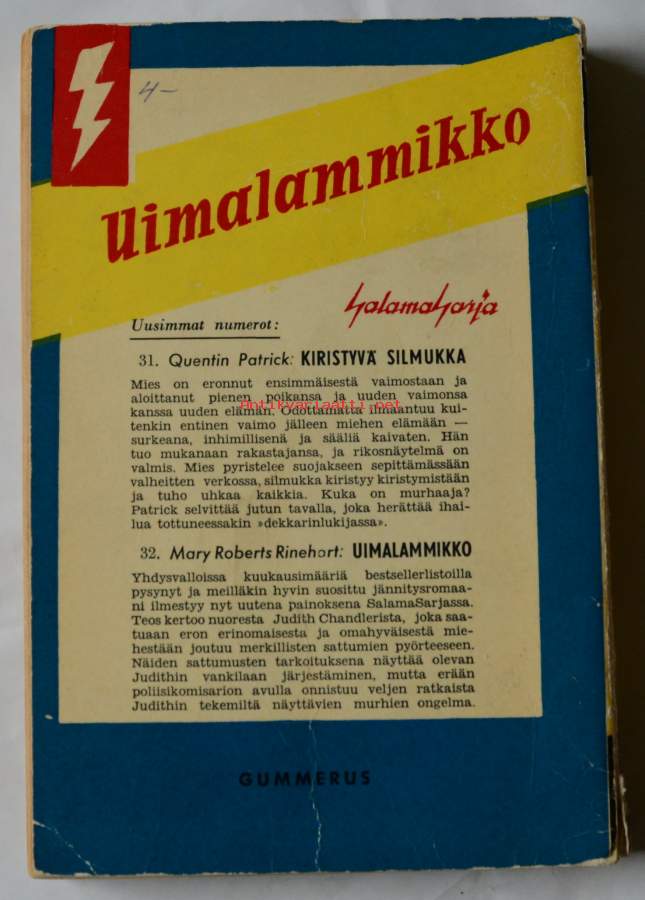 4-
Uimalammikko
SalamaSarja
Uusimmat numerot:
31. Quentin Patrick: KIRISTYVÄ SILMUKKA
Mies on eronnut ensimmäisestä vaimostaan ja
aloittanut pienen poikansa ja uuden vaimonsa
kanssa uuden elämän. Odottamatta ilmaantuu kui-
Antikvariaatti.net
tenkin entinen vaimo jälleen miehen elämään —
surkeana, inhimillisenä ja sääliä kaivaten. Hän
tuo mukanaan rakastajansa, ja rikosnäytelmä on
valmis. Mies pyristelee suojakseen sepittämässään
valheitten verkossa, silmukka kiristyy kiristymistään
ja tuho uhkaa kaikkia. Kuka on murhaaja?
Patrick selvittää jutun tavalla, joka herättää ihai-
lua tottuneessakin »dekkarinlukijassa».
32. Mary Roberts Rinehart: UIMALAMMIKKO
Yhdysvalloissa kuukausimääriä bestsellerlistoilla
pysynyt ja meilläkin hyvin suosittu jännitysromaa-
ni ilmestyy nyt uutena painoksena SalamaSarjassa.
Teos kertoo nuoresta Judith Chandlerista, joka saa-
tuaan eron erinomaisesta ja omahyväisestä mie-
hestään joutuu merkillisten sattumien pyörteeseen.
Näiden sattumusten tarkoituksena näyttää olevan
Judithin vankilaan järjestäminen, mutta erään
poliisikomisarion avulla onnistuu veljen ratkaista
Judithin tekemiltä näyttävien murhien ongelma.
GUMMERUS